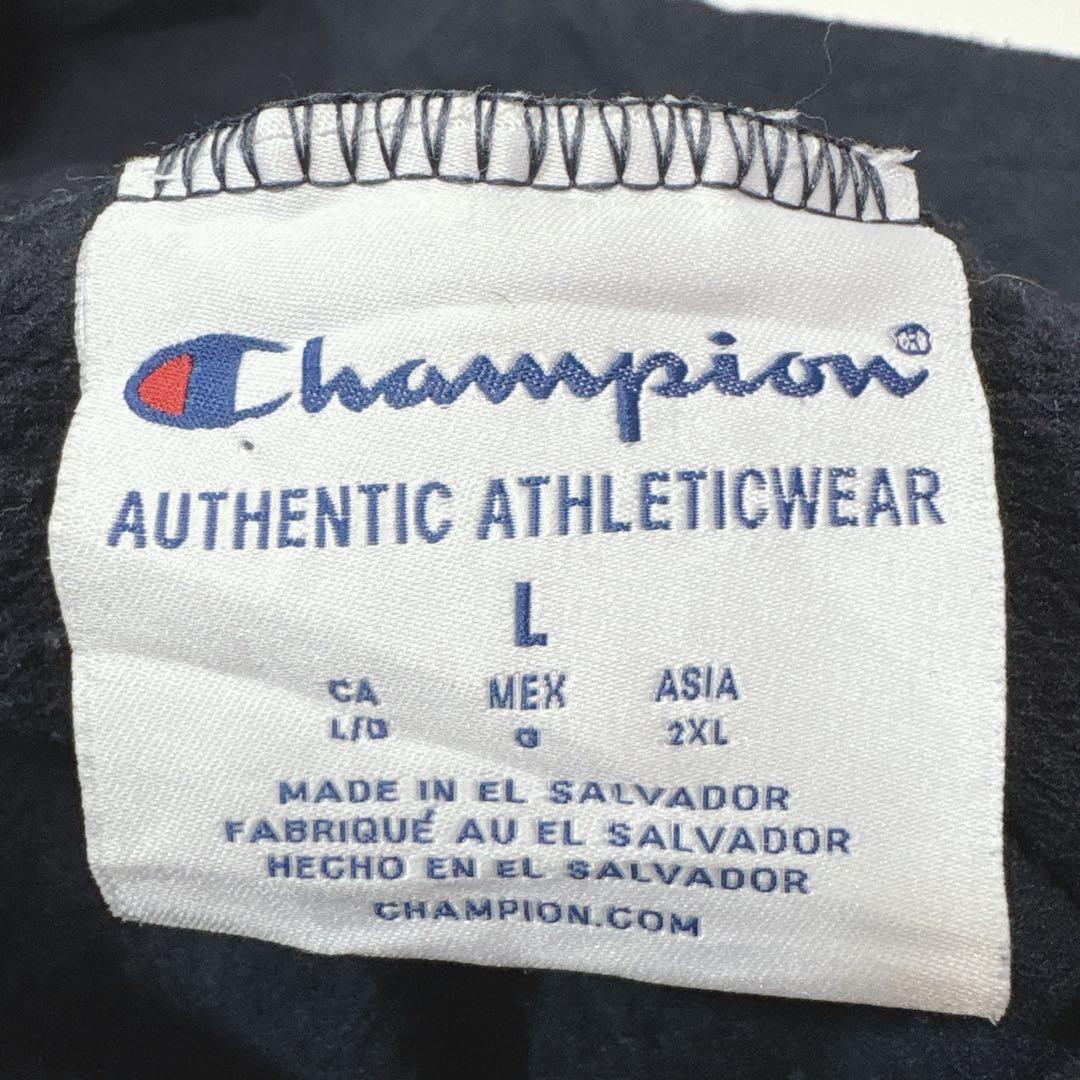 Champion®
AUTHENTIC ATHLETICWEAR
L
CA MEX ASIA
L/G G 2XL
MADE IN EL SALVADOR
FABRIQUÉ AU EL SALVADOR
HECHO EN EL SALVADOR
CHAMPION.COM